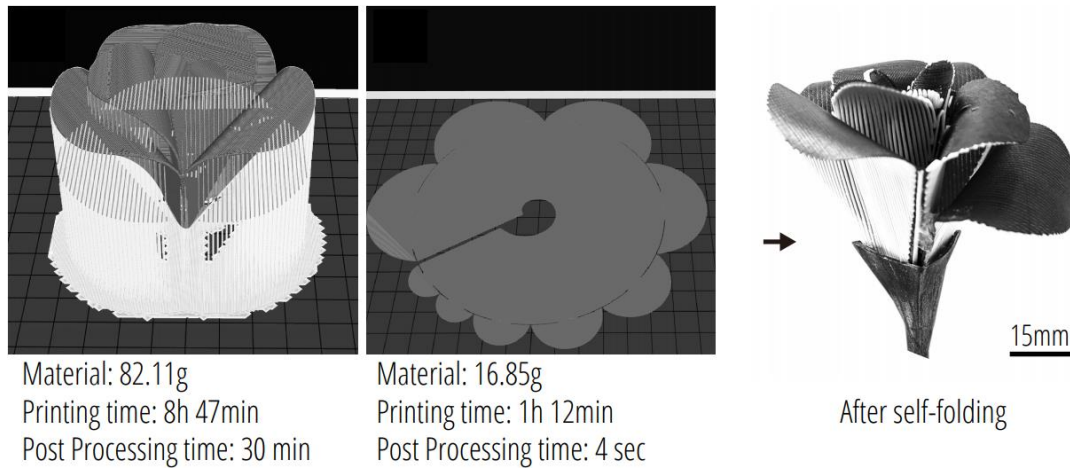 Material: 82.11g
Printing time: 8h 47min
Post Processing time: 30 min
Material: 16.85g
Printing time: 1h 12min
Post Processing time: 4 sec
15mm
After self-folding